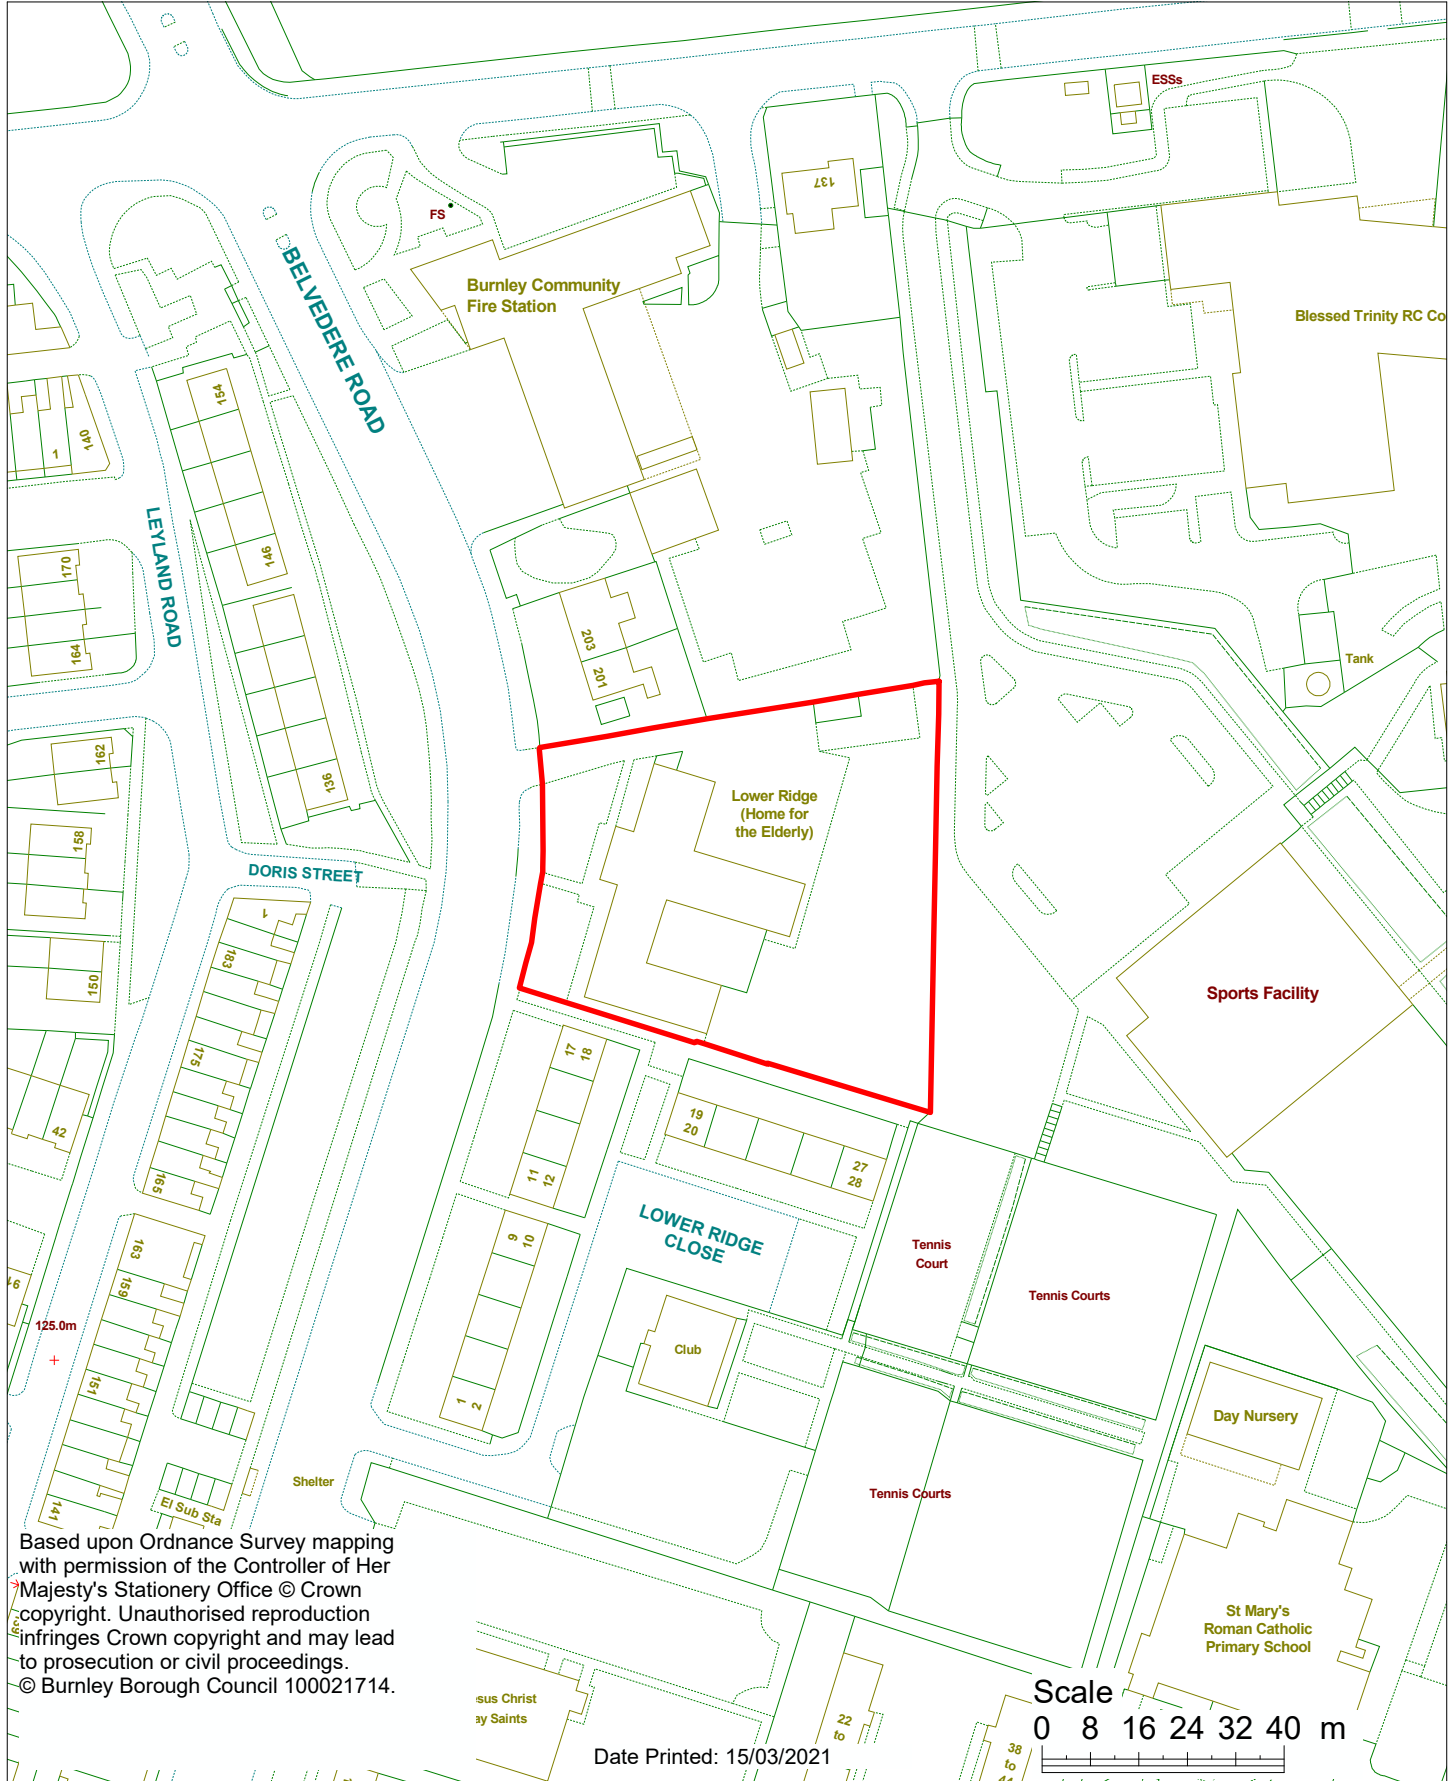 ESSs
137
FS
BELVEDERE ROAD
Burnley Community
Fire Station
Blessed Trinity RC Co
154
140
1
146
LEYLAND ROAD
170
164
203
201
Tank
162
136
158
Lower Ridge
(Home for
the Elderly)
DORIS STREET
1
183
150
Sports Facility
175
17
18
42
19
20
27
28
165
11
12
LOWER RIDGE
CLOSE
9
10
163
159
Tennis
Court
Tennis Courts
125.0m
Club
151
1
2
Day Nursery
Shelter
Tennis Courts
141
El Sub Sta
Based upon Ordnance Survey mapping
with permission of the Controller of Her
Majesty's Stationery Office © Crown
copyright. Unauthorised reproduction
infringes Crown copyright and may lead
to prosecution or civil proceedings.
© Burnley Borough Council 100021714.
St Mary's
Roman Catholic
Primary School
esus Christ
ay Saints
22
to
38
to
Date Printed: 15/03/2021
Scale
0 8 16 24 32 40 m